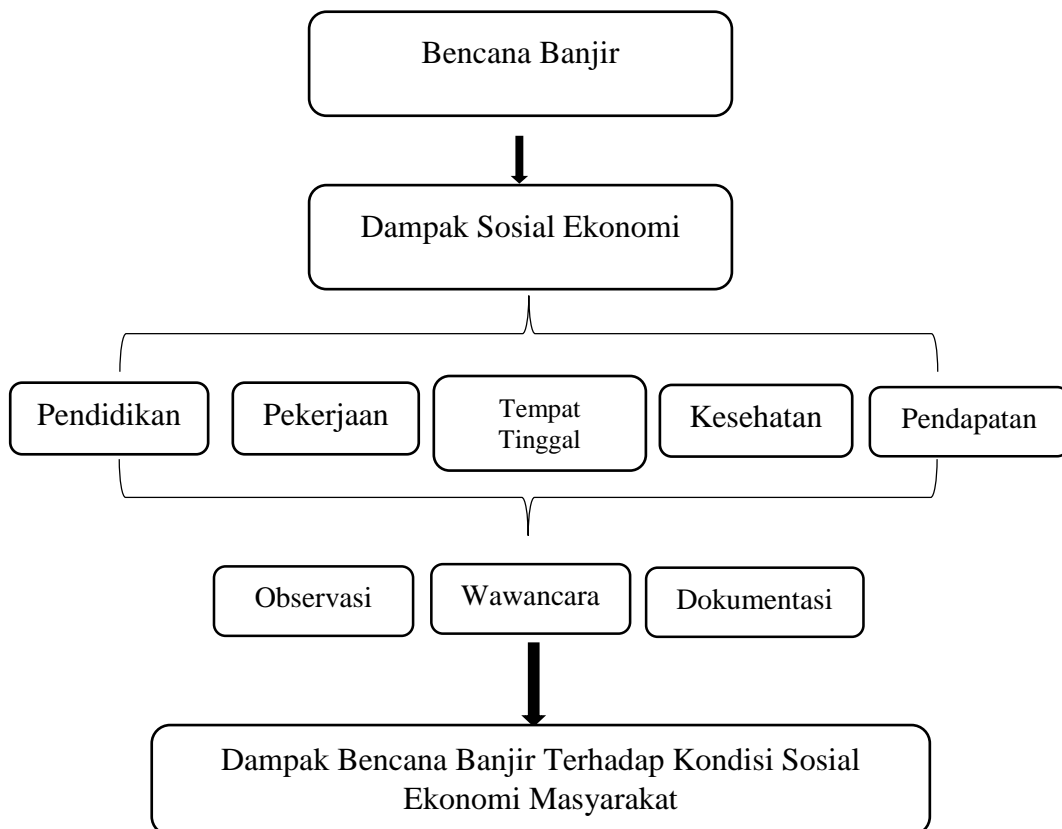 Bencana Banjir
Dampak Sosial Ekonomi
Pendidikan
Pekerjaan
Tempat
Tinggal
Kesehatan
Pendapatan
Observasi
Wawancara
Dokumentasi
Dampak Bencana Banjir Terhadap Kondisi Sosial
Ekonomi Masyarakat